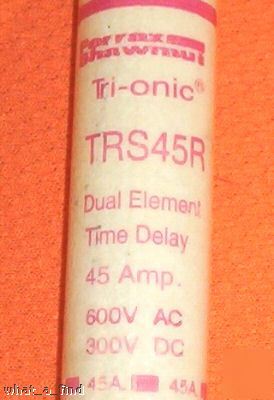 Tri-onic®
TRS45R
Dual Element
Time Delay
45 Amp.
600V AC
300V DC
45A. 45A.
what_a_find